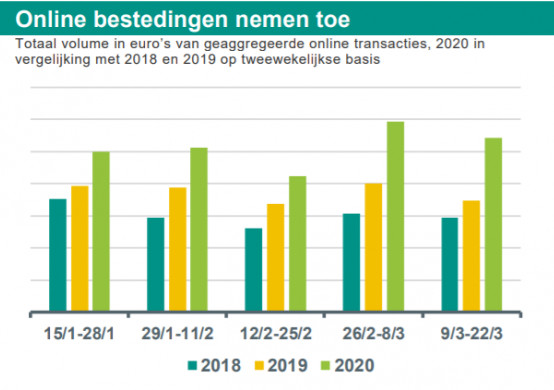 Online bestedingen nemen toe
Totaal volume in euro's van geaggregeerde online transacties, 2020 in
vergelijking met 2018 en 2019 op tweewekelijkse basis
15/1-28/1 29/1-11/2 12/2-25/2 26/2-8/3 9/3-22/3
2018 2019 2020